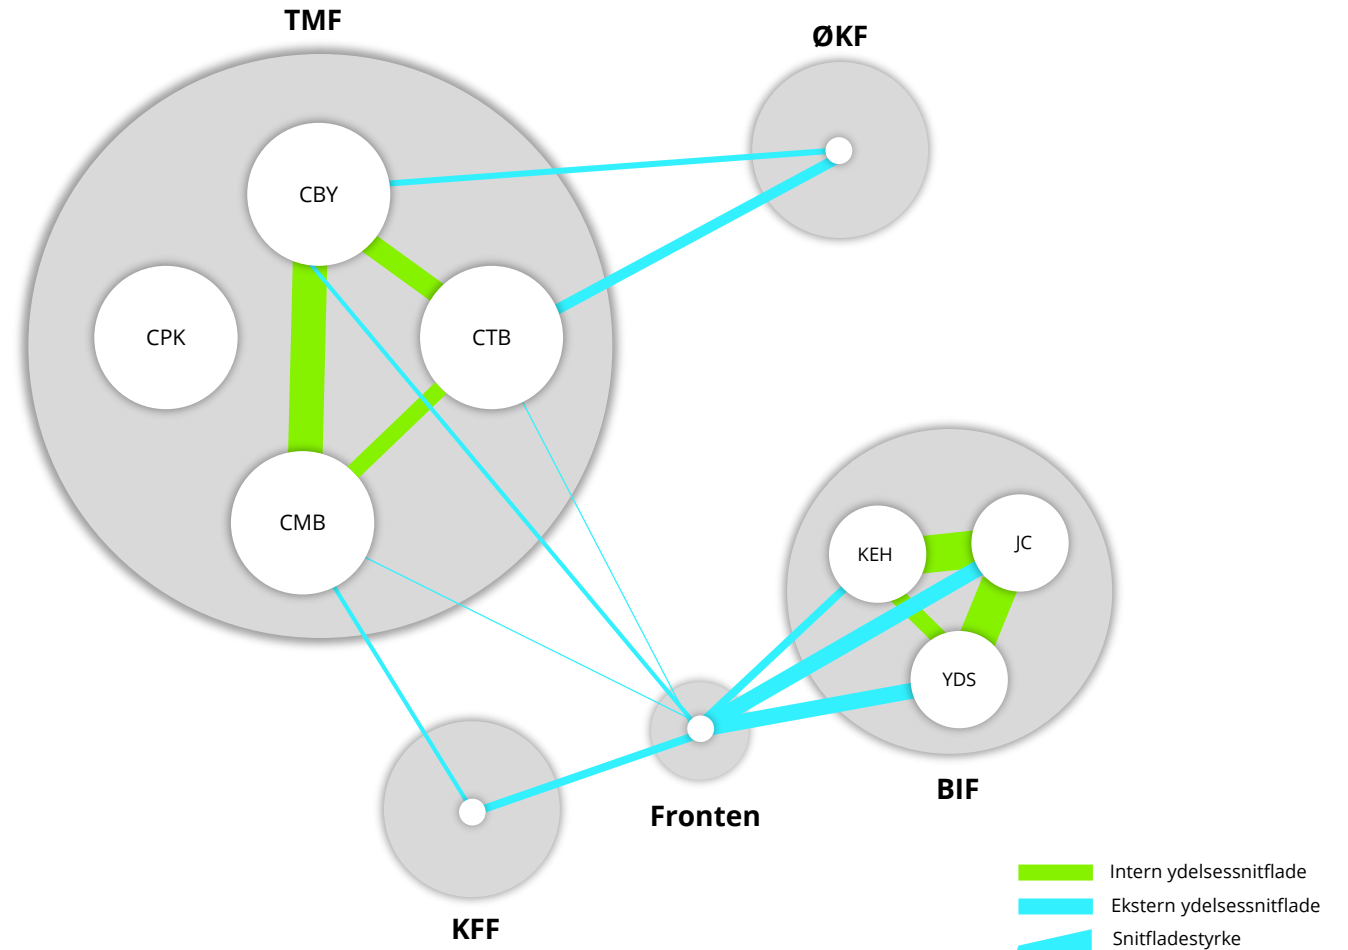 TMF
ØKF
CBY
CPK
CTB
CMB
KEH
JC
YDS
BIF
Fronten
KFF
Intern ydelsessnitflade
Ekstern ydelsessnitflade
Snitfladestyrke